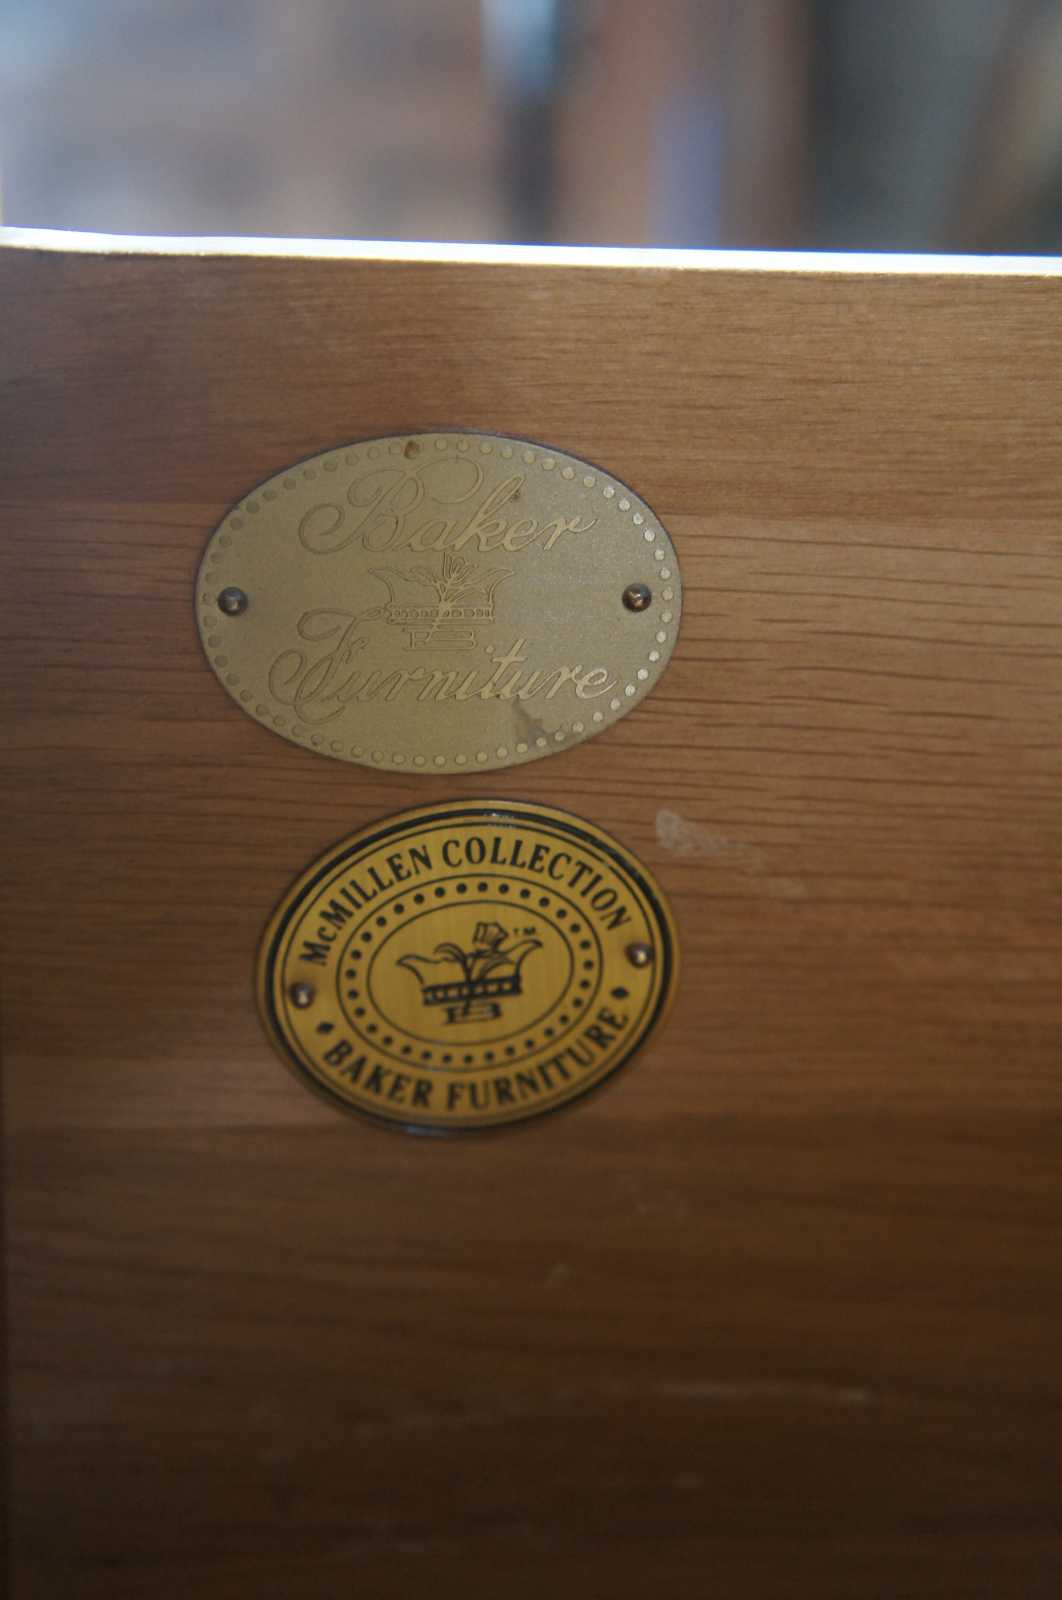 Baker
B
Furniture
McMILLEN COLLECTION
TM
B
BAKER FURNITURE